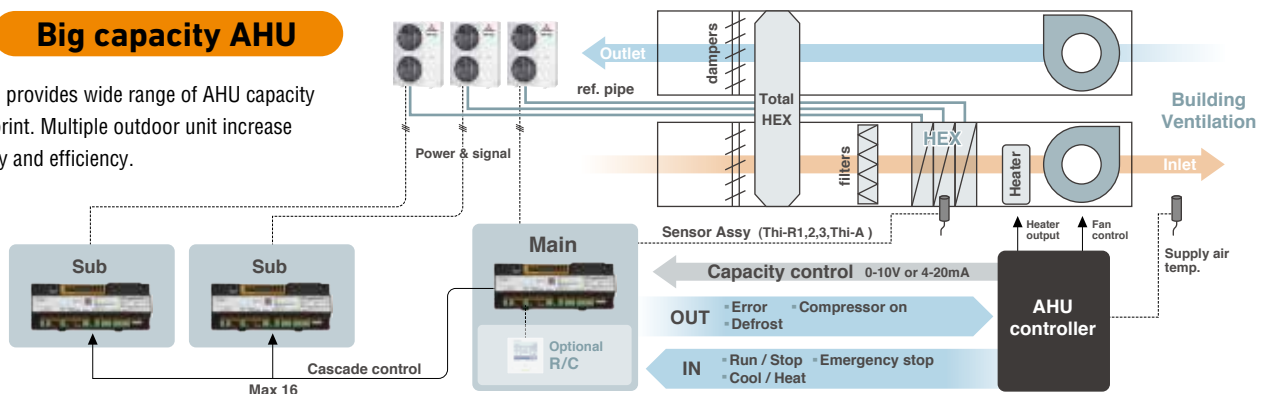 Big capacity AHU
provides wide range of AHU capacity
print. Multiple outdoor unit increase
y and efficiency.
Outlet
dampers
ref. pipe
Total
HEX
Building
Ventilation
Power & signal
filters
HEX
Heater
Inlet
Sensor Assy (Thi-R1,2,3,Thi-A )
Heater
output
Fan
control
Supply air
temp.
Sub
Sub
Main
Capacity control 0-10V or 4-20mA
OUT
Error
Compressor on
Defrost
AHU
controller
IN
Run / Stop
Emergency stop
Cool / Heat
Optional
R/C
Cascade control
Max 16